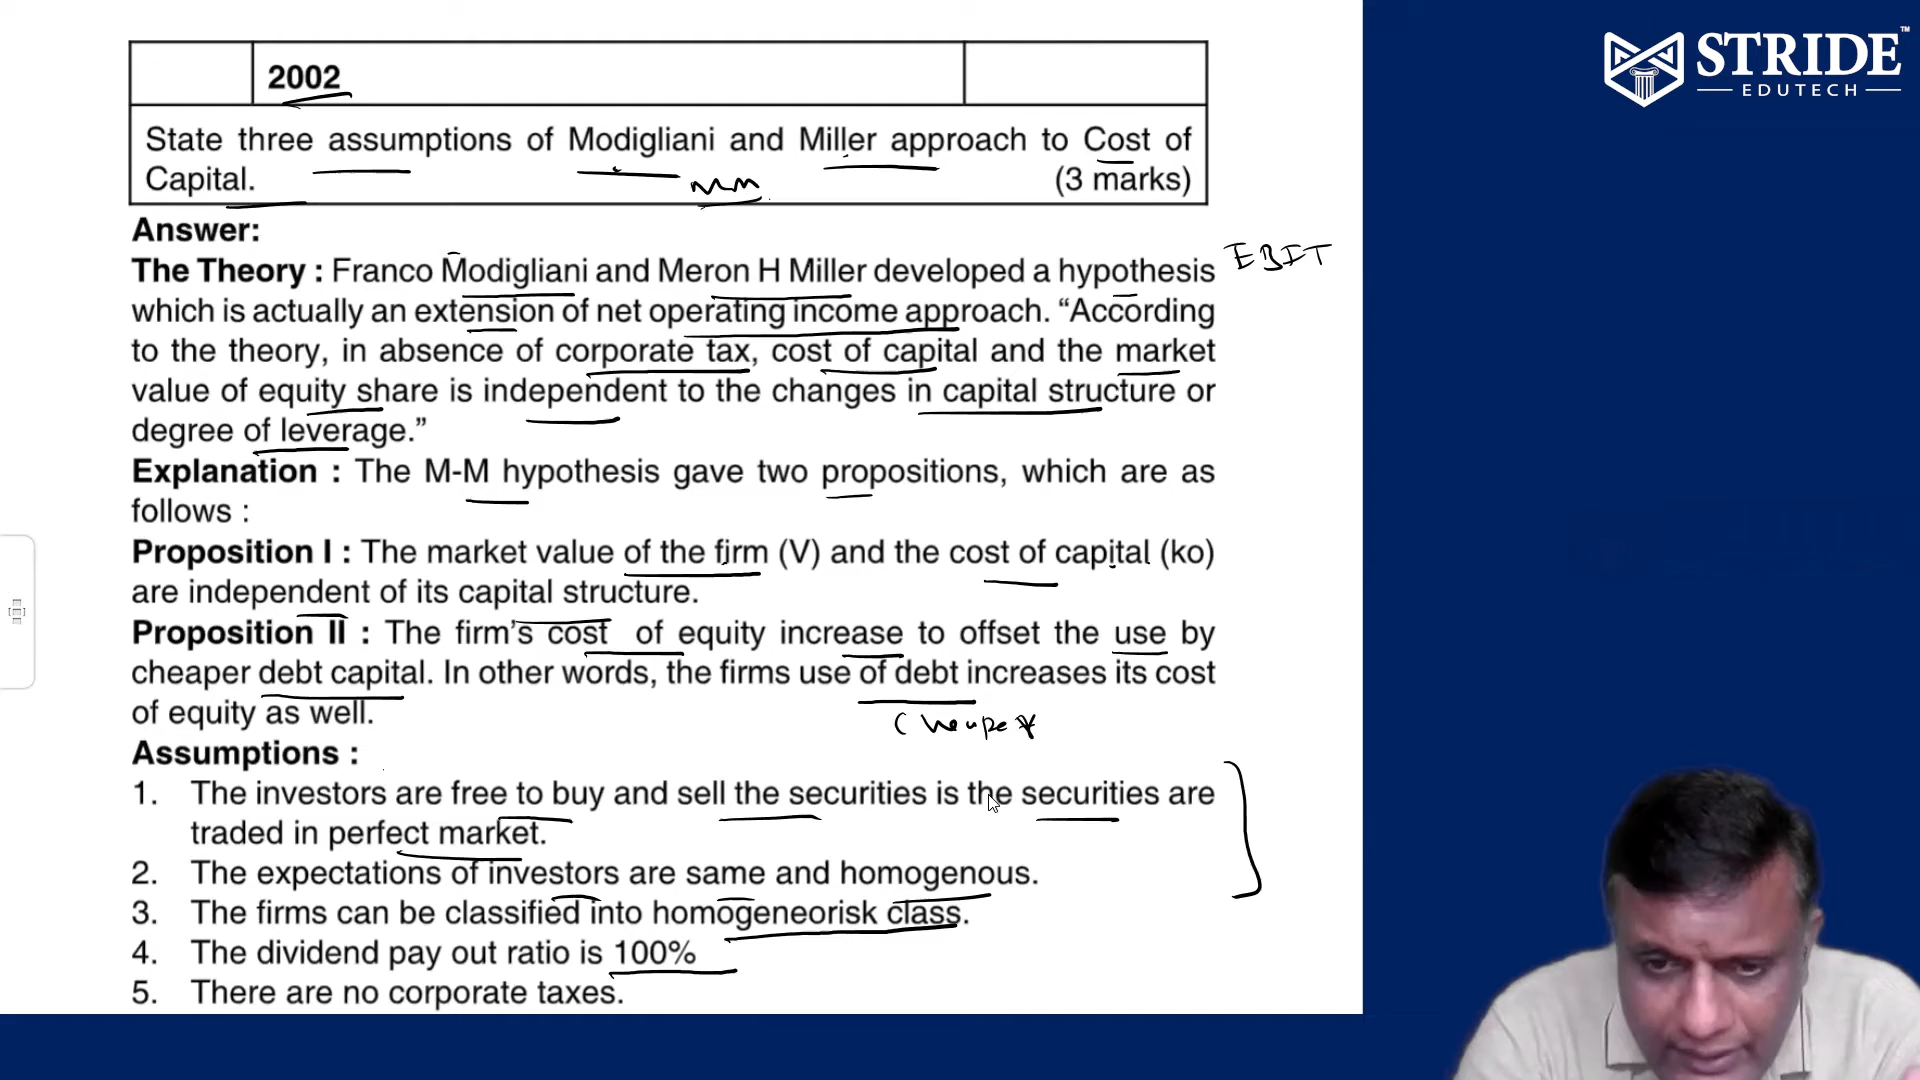 STRIDE™
EDUTECH
2002
State three assumptions of Modigliani and Miller approach to Cost of
Capital. (3 marks)
MM
Answer:
The Theory : Franco Modigliani and Meron H Miller developed a hypothesis
EBIT
which is actually an extension of net operating income approach. “According
to the theory, in absence of corporate tax, cost of capital and the market
value of equity share is independent to the changes in capital structure or
degree of leverage.”
Explanation : The M-M hypothesis gave two propositions, which are as
follows :
Proposition I : The market value of the firm (V) and the cost of capital (ko)
are independent of its capital structure.
Proposition II : The firm’s cost of equity increase to offset the use by
cheaper debt capital. In other words, the firms use of debt increases its cost
of equity as well.
(heaper
Assumptions :
1. The investors are free to buy and sell the securities is the securities are
traded in perfect market.
2. The expectations of investors are same and homogenous.
3. The firms can be classified into homogeneorisk class.
4. The dividend pay out ratio is 100%
5. There are no corporate taxes.